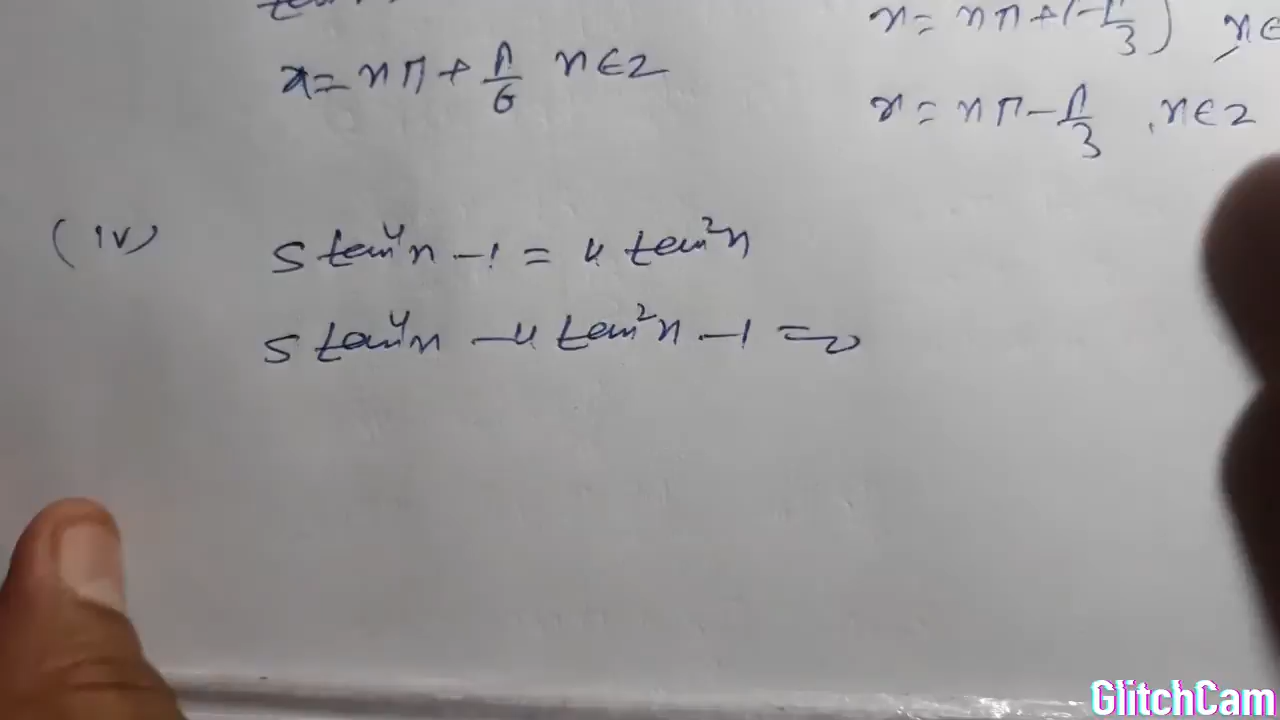 x = nπ + π/6 n∈Z
x = nπ + (-π/3) , n∈
x = nπ - π/3 , n∈Z
(iv) 5 tan⁴x - 1 = 4 tan²x
5 tan⁴x - 4 tan²x - 1 = 0
GlitchCam